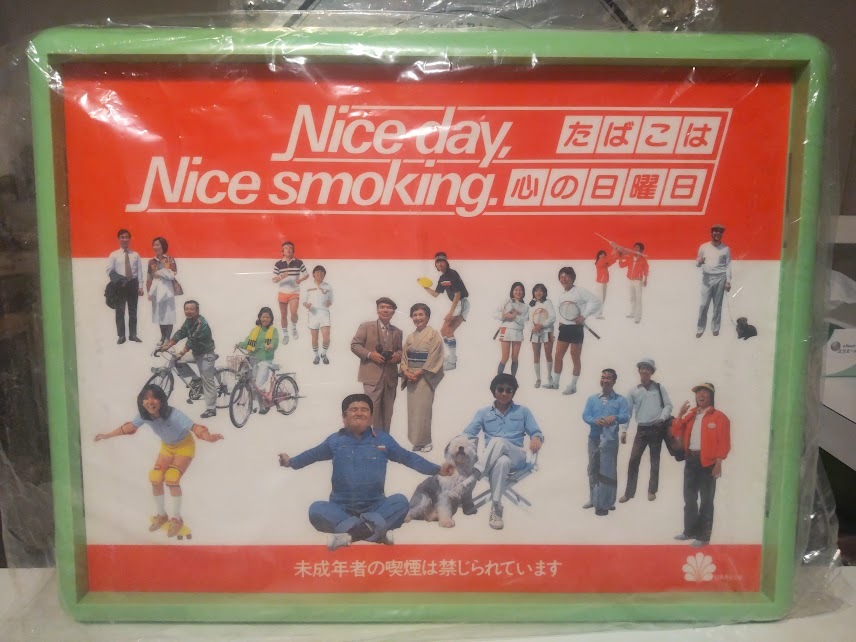 Nice day, たばこは
Nice smoking. 心の日曜日
未成年者の喫煙は禁じられています